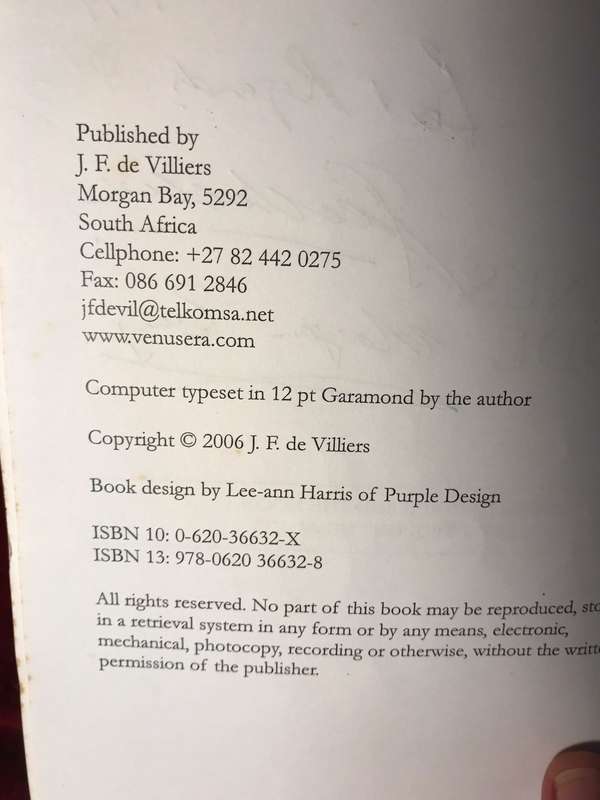 Published by
J. F. de Villiers
Morgan Bay, 5292
South Africa
Cellphone: +27 82 442 0275
Fax: 086 691 2846
jfdevil@telkomsa.net
www.venusera.com
Computer typeset in 12 pt Garamond by the author
Copyright © 2006 J. F. de Villiers
Book design by Lee-ann Harris of Purple Design
ISBN 10: 0-620-36632-X
ISBN 13: 978-0620 36632-8
All rights reserved. No part of this book may be reproduced,
in a retrieval system in any form or by any means, electronic,
mechanical, photocopy, recording or otherwise, without the
permission of the publisher.